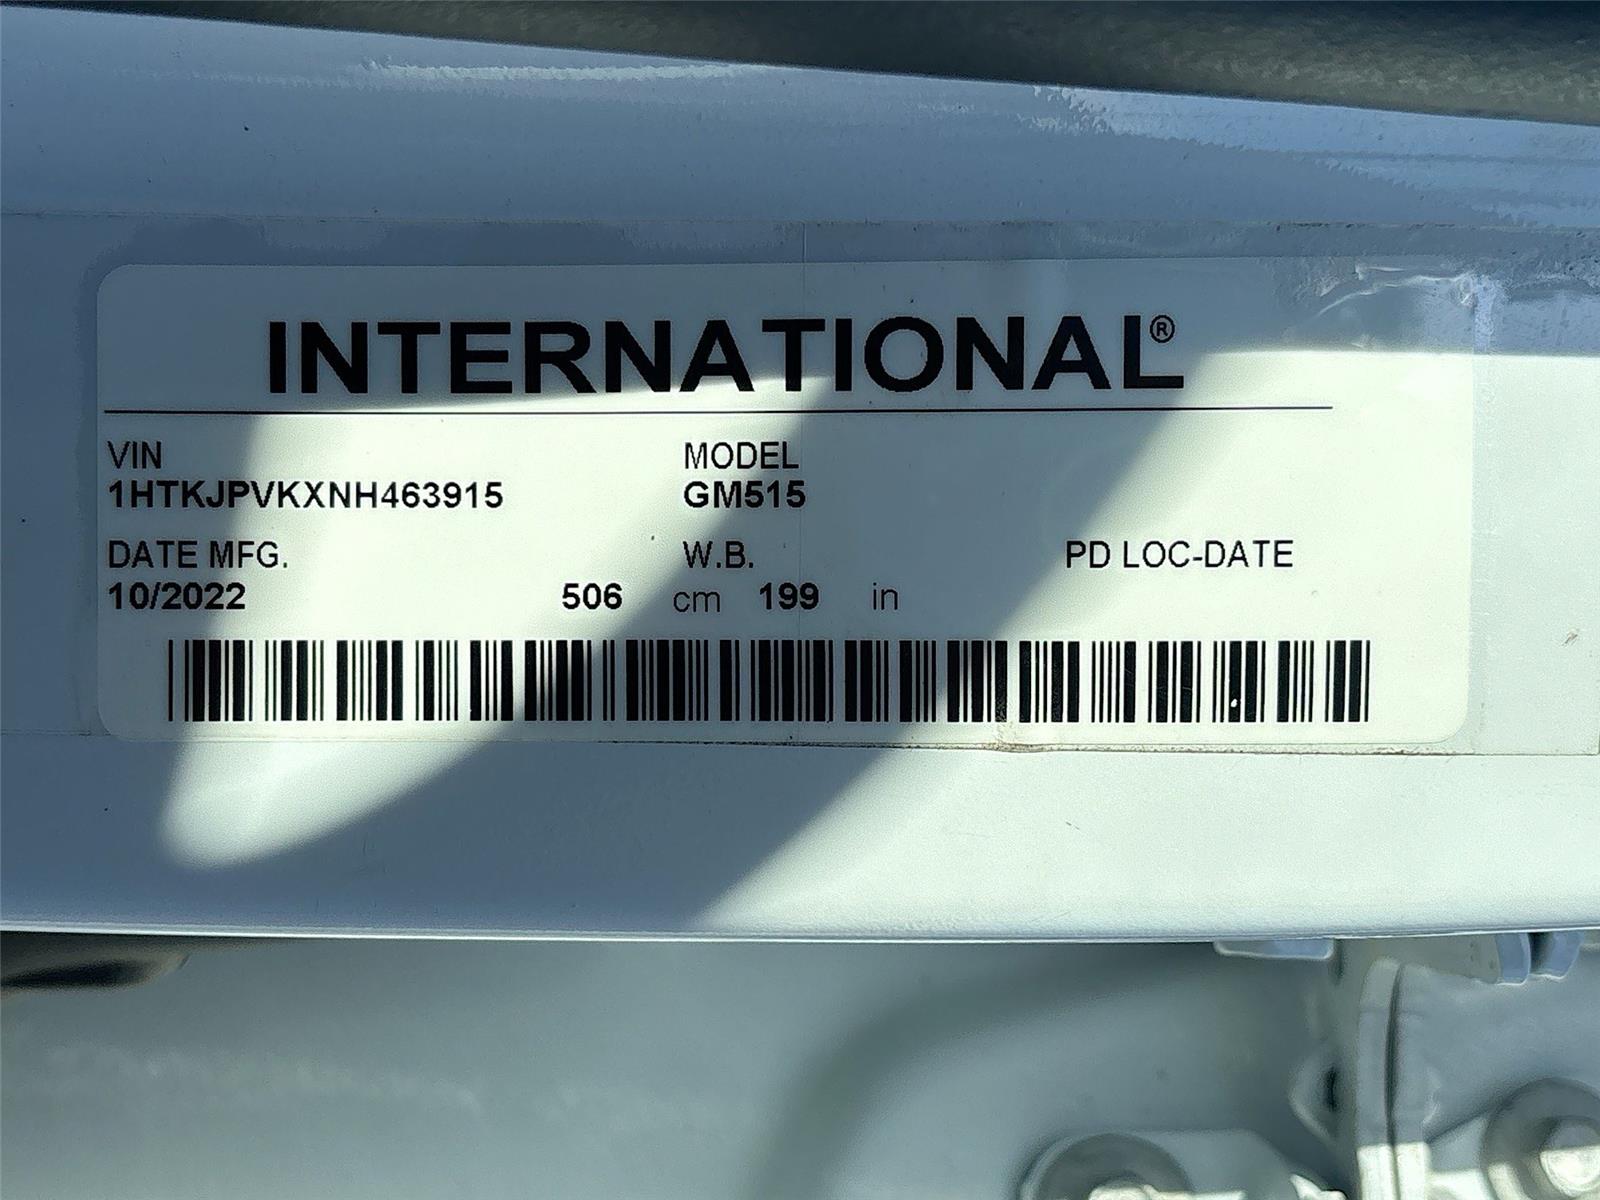 INTERNATIONAL®
VIN MODEL
1HTKJPVKXNH463915 GM515
DATE MFG. W.B. PD LOC-DATE
10/2022 506 cm 199 in